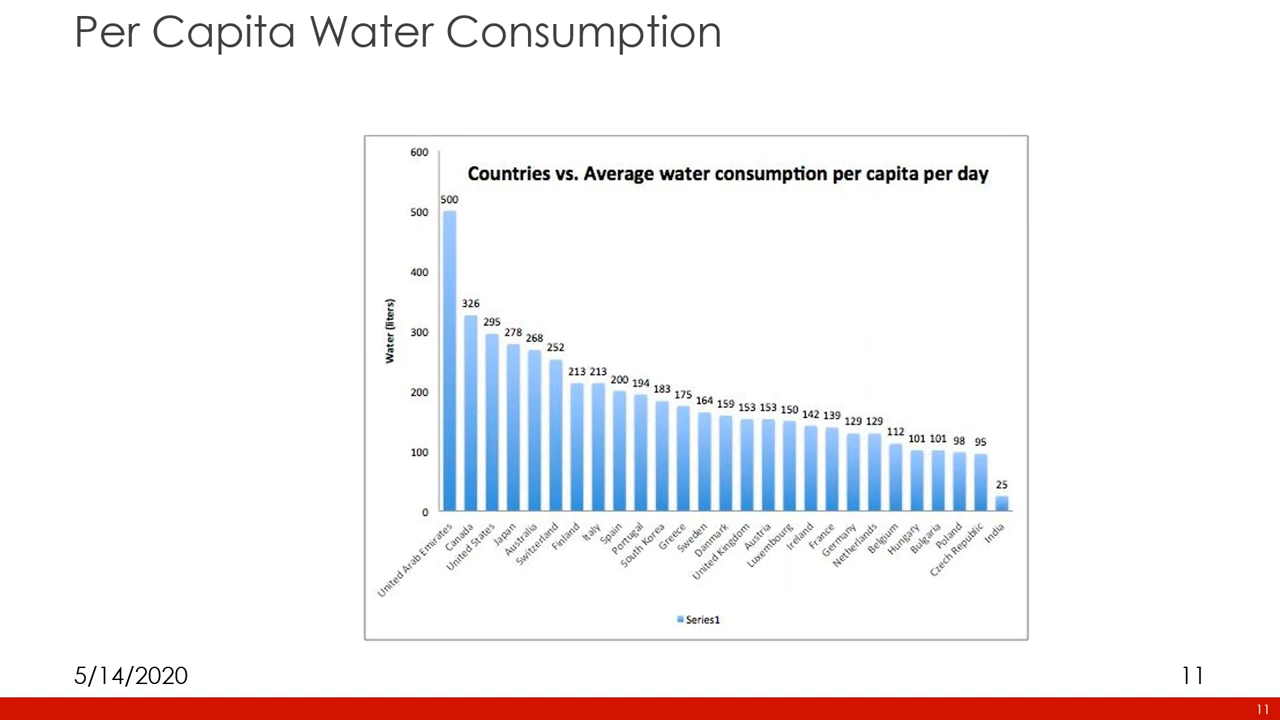 Per Capita Water Consumption
Countries vs. Average water consumption per capita per day
Water (liters)
600
500
400
300
200
100
0
500
326
295
278
268
252
213
213
200
194
183
175
164
159
153
153
150
142
139
129
129
112
101
101
98
95
25
United Arab Emirates
Canada
United States
Japan
Australia
Switzerland
Finland
Italy
Spain
Portugal
South Korea
Greece
Sweden
Danmark
United Kingdom
Austria
Luxembourg
Ireland
France
Germany
Netherlands
Belgium
Hungary
Bulgaria
Poland
Czech Republic
India
Series1
5/14/2020
11
11